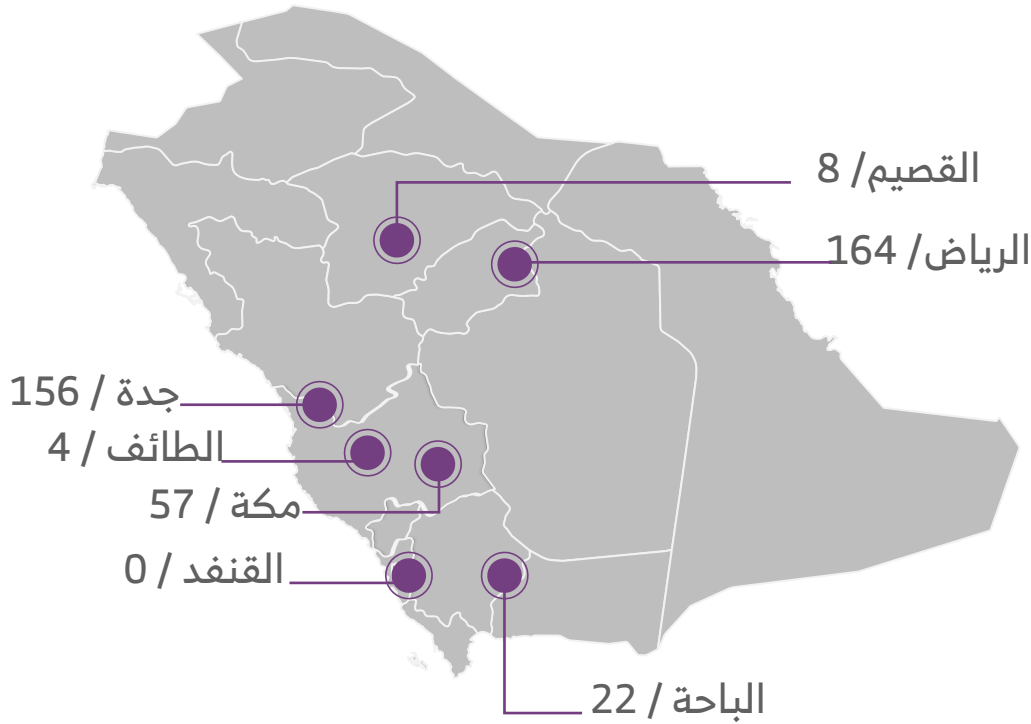 القصيم/ 8
الرياض/ 164
جدة / 156
الطائف / 4
مكة / 57
القنفد / 0
الباحة / 22